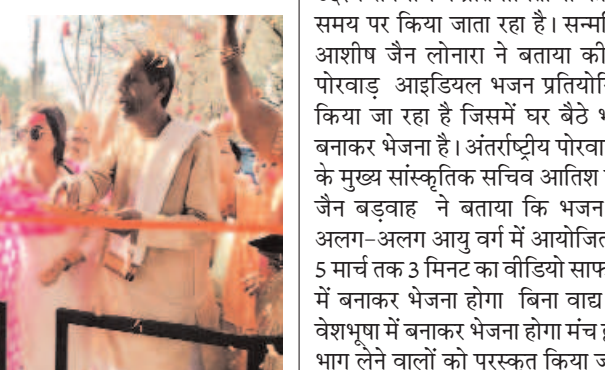 समय पर किया जाता रहा है। सन्मति
आशीष जैन लोनारा ने बताया की
पोरवाड़ आइडियल भजन
किया जा रहा है जिसमें घर बैठे
बनाकर भेजना है। अंतर्राष्ट्रीय
के मुख्य सांस्कृतिक सचिव आतिश
जैन बड़वाह ने बताया कि भजन
अलग-अलग आयु वर्ग में आयोजित
5 मार्च तक 3 मिनट का वीडियो
में बनाकर भेजना होगा बिना वाद्य
वेशभूषा में बनाकर भेजना होगा मंच
भाग लेने वालों को पुरस्कृत किया